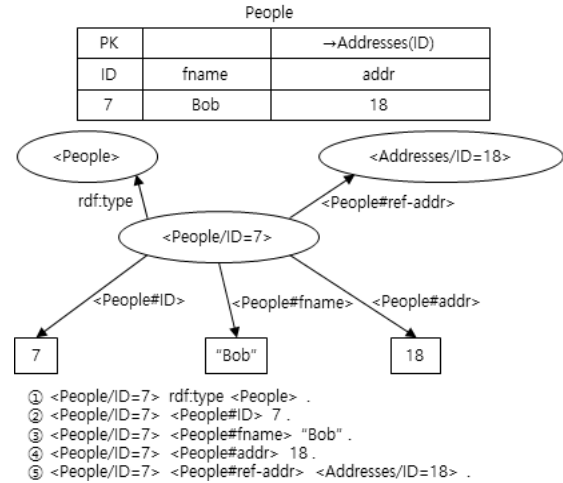 People
PK →Addresses(ID)
ID fname addr
7 Bob 18
<People> <Addresses/ID=18>
rdf:type <People#ref-addr>
<People/ID=7>
<People#ID> <People#fname> <People#addr>
7 "Bob" 18
① <People/ID=7> rdf:type <People> .
② <People/ID=7> <People#ID> 7 .
③ <People/ID=7> <People#fname> “Bob” .
④ <People/ID=7> <People#addr> 18 .
⑤ <People/ID=7> <People#ref-addr> <Addresses/ID=18> .